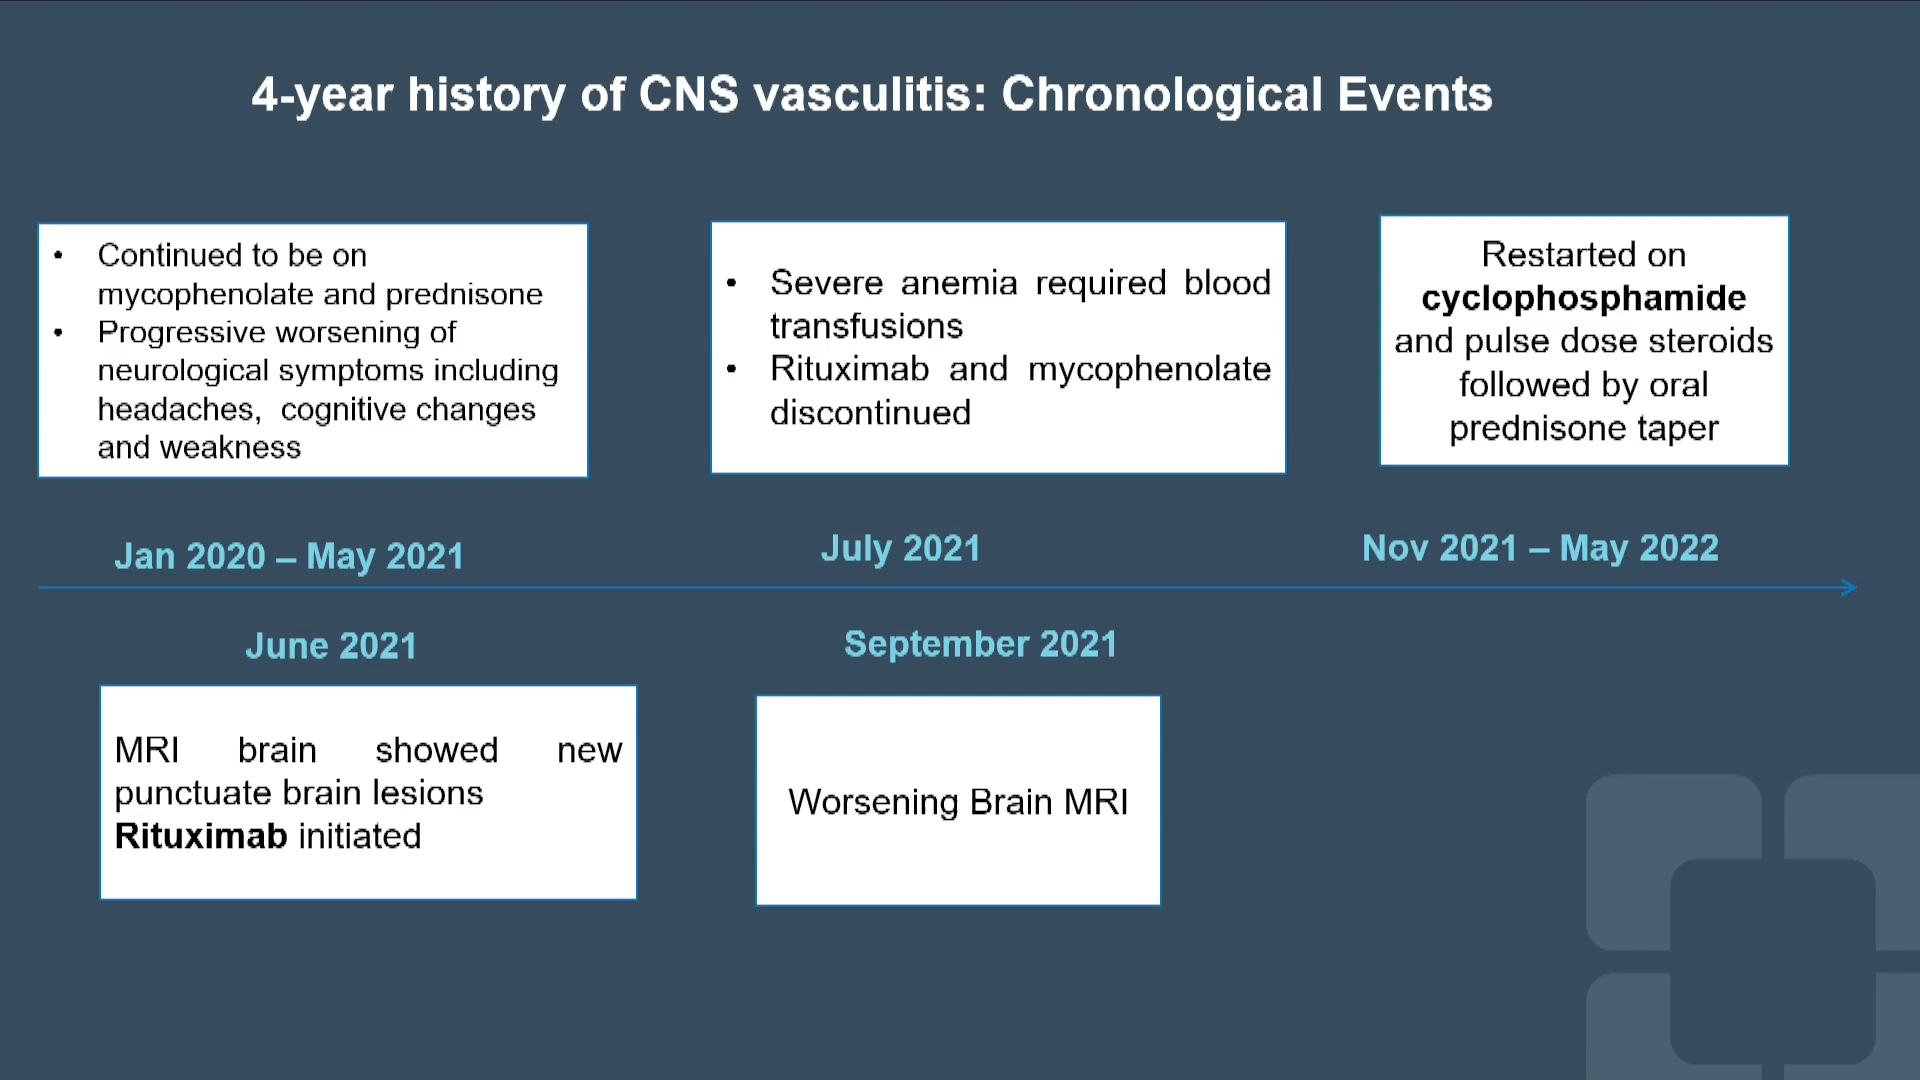 4-year history of CNS vasculitis: Chronological Events
• Continued to be on
mycophenolate and prednisone
• Progressive worsening of
neurological symptoms including
headaches, cognitive changes
and weakness
• Severe anemia required blood
transfusions
• Rituximab and mycophenolate
discontinued
Restarted on
cyclophosphamide
and pulse dose steroids
followed by oral
prednisone taper
Jan 2020 – May 2021
July 2021
Nov 2021 – May 2022
June 2021
September 2021
MRI brain showed new
punctuate brain lesions
Rituximab initiated
Worsening Brain MRI